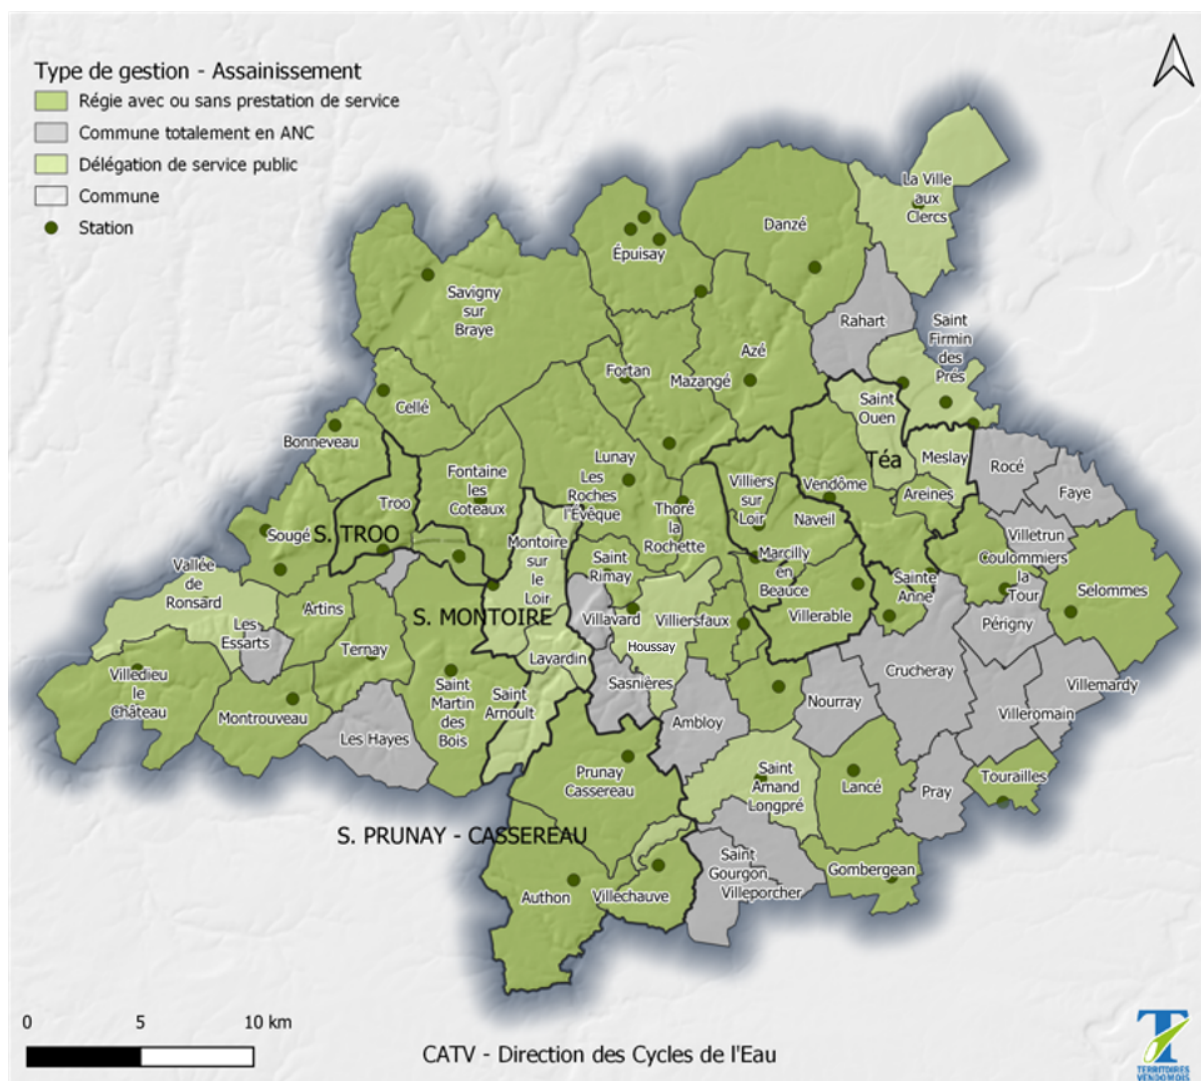 Type de gestion - Assainissement
Régie avec ou sans prestation de service
Commune totalement en ANC
Délégation de service public
Commune
Station
La Ville
aux
Clercs
Danzé
Épuisay
Savigny
sur
Braye
Rahart
Saint
Firmin
des
Prés
Azé
Fortan
Mazangé
Cellé
Saint
Ouen
Bonneveau
Téa
Meslay
Rocé
Lunay
Fontaine
les
Coteaux
Les
Roches
l'Évêque
Villiers
sur
Loir
Vendôme
Areines
Faye
Troo
Thoré
la
Rochette
Naveil
Villetrun
Sougé
S. TROO
Montoire
sur
le
Loir
Saint
Rimay
Marcilly
en
Beauce
Coulommiers
la
Tour
Vallée
de
Ronsard
Sainte
Anne
Selommes
Artins
S. MONTOIRE
Villavard
Villiersfaux
Villerable
Périgny
Les
Essarts
Ternay
Houssay
Lavardin
Crucheray
Villedieu
le
Château
Saint
Martin
des
Bois
Saint
Arnoult
Sasnières
Villemardy
Montrouveau
Ambloy
Nourray
Villeromain
Les Hayes
Prunay
Cassereau
Saint
Amand
Longpré
Lancé
Pray
Tourailles
S. PRUNAY - CASSEREAU
Saint
Gourgon
Gombergean
Authon
Villechauve
Villeporcher
0 5 10 km
CATV - Direction des Cycles de l'Eau
TERRITOIRES
VENDÔMOIS